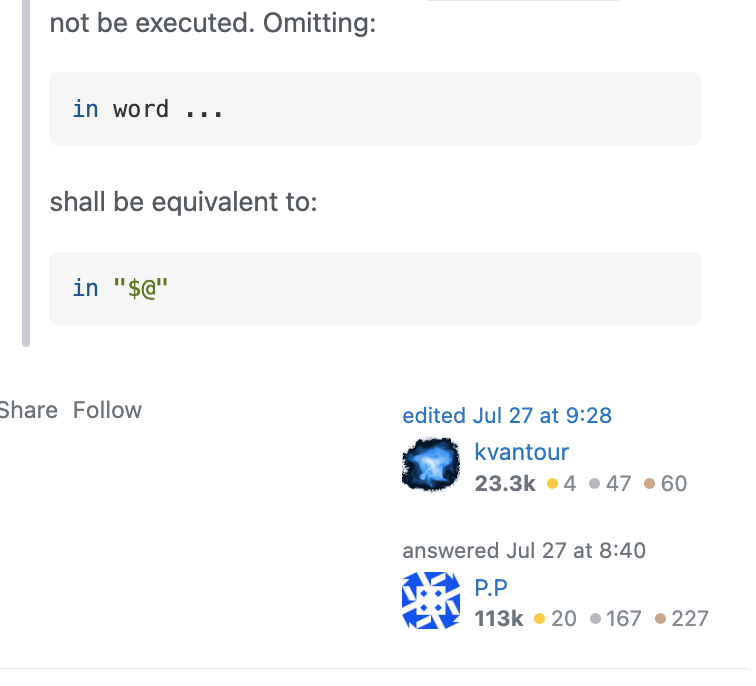 not be executed. Omitting:
in word ...
shall be equivalent to:
in "$@"
Share Follow
edited Jul 27 at 9:28
kvantour
23.3k 4 47 60
answered Jul 27 at 8:40
P.P
113k 20 167 227